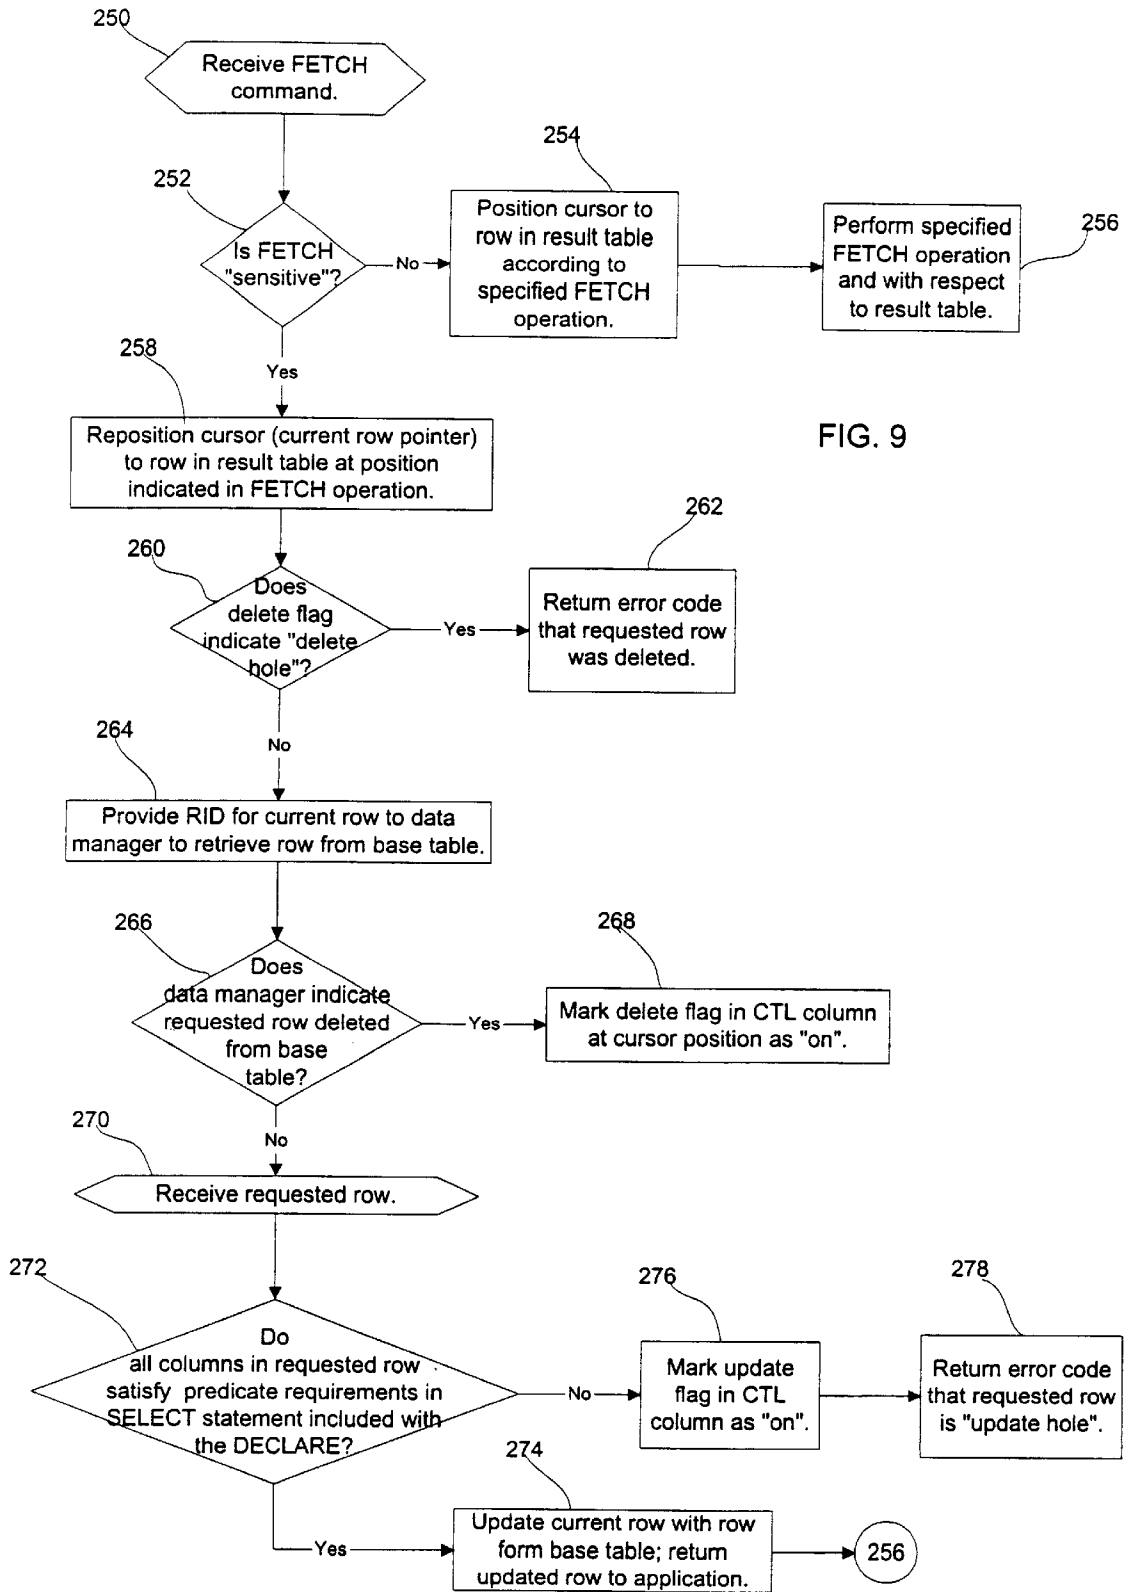 250
Receive FETCH
command.
254
252
Position cursor to
row in result table
according to
specified FETCH
operation.
Perform specified
FETCH operation
and with respect
to result table.
256
Is FETCH
"sensitive"?
No
258
Yes
Reposition cursor (current row pointer)
to row in result table at position
indicated in FETCH operation.
FIG. 9
262
260
Does
delete flag
indicate "delete
hole"?
Yes
Return error code
that requested row
was deleted.
264
No
Provide RID for current row to data
manager to retrieve row from base table.
266
268
Does
data manager indicate
requested row deleted
from base
table?
Yes
Mark delete flag in CTL column
at cursor position as "on".
270
No
Receive requested row.
272
276
278
Do
all columns in requested row
satisfy predicate requirements in
SELECT statement included with
the DECLARE?
No
Mark update
flag in CTL
column as "on".
Return error code
that requested row
is "update hole".
274
Yes
Update current row with row
form base table; return
updated row to application.
256